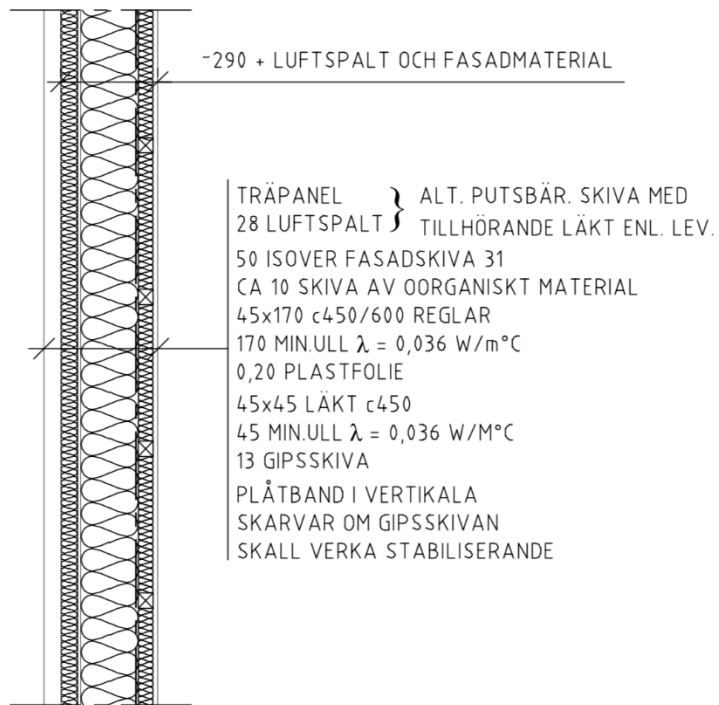 -290 + LUFTSPALT OCH FASADMATERIAL
TRÄPANEL } ALT. PUTSBÄR. SKIVA MED
28 LUFTSPALT } TILLHÖRANDE LÄKT ENL. LEV.
50 ISOVER FASADSKIVA 31
CA 10 SKIVA AV OORGANISKT MATERIAL
45x170 c450/600 REGLAR
170 MIN.ULL λ = 0,036 W/m°C
0,20 PLASTFOLIE
45x45 LÄKT c450
45 MIN.ULL λ = 0,036 W/M°C
13 GIPSSKIVA
PLÅTBAND I VERTIKALA
SKARVAR OM GIPSSKIVAN
SKALL VERKA STABILISERANDE